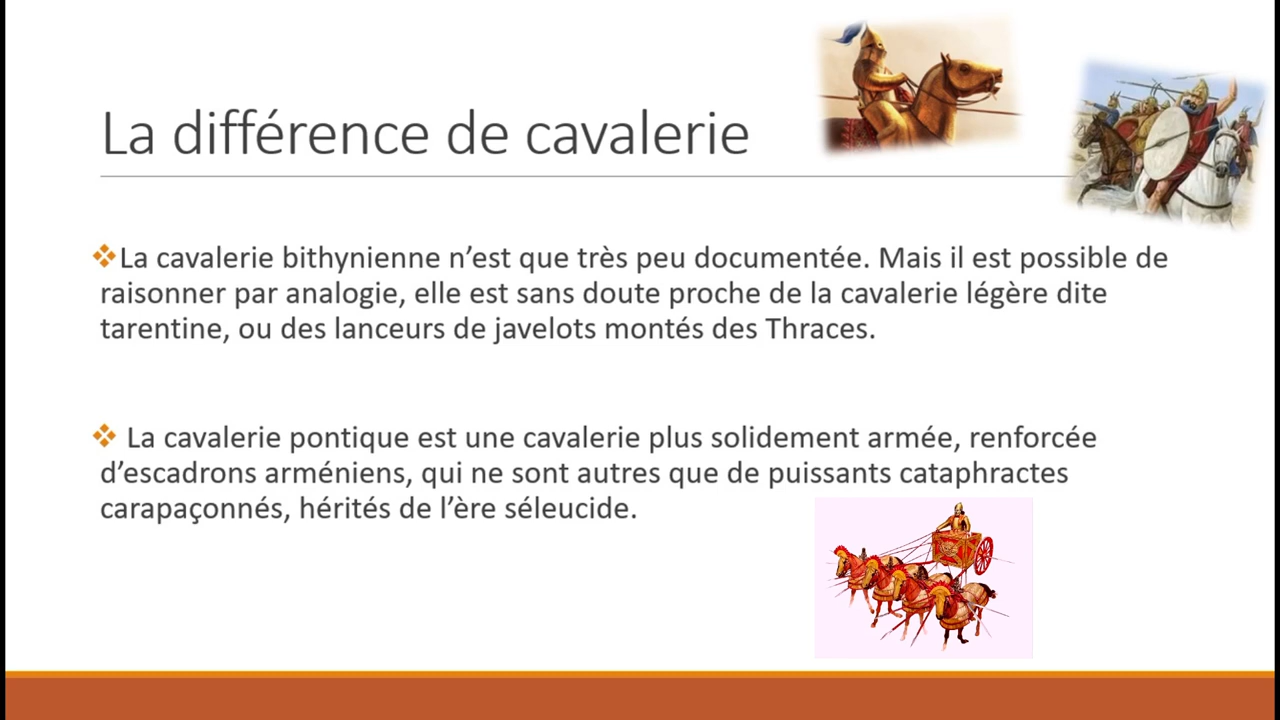 La différence de cavalerie
❖La cavalerie bithynienne n’est que très peu documentée. Mais il est possible de
raisonner par analogie, elle est sans doute proche de la cavalerie légère dite
tarentine, ou des lanceurs de javelots montés des Thraces.
❖ La cavalerie pontique est une cavalerie plus solidement armée, renforcée
d’escadrons arméniens, qui ne sont autres que de puissants cataphractes
carapaçonnés, hérités de l’ère séleucide.